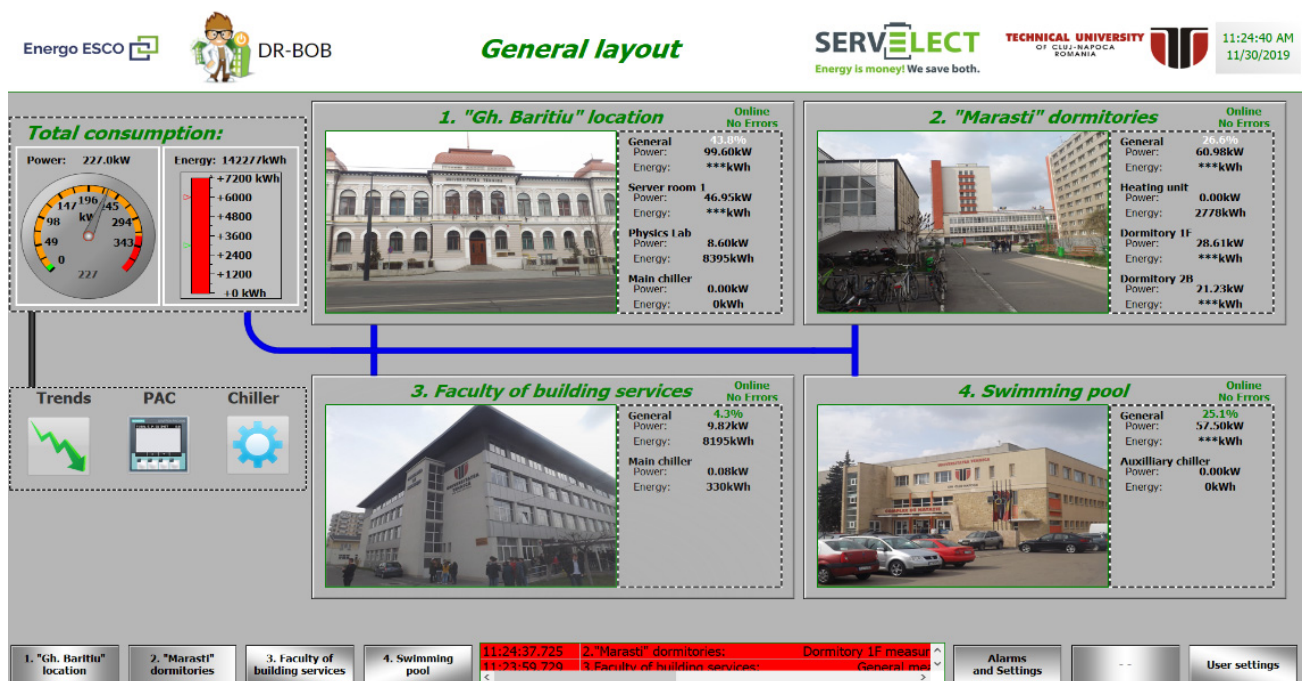 Energo ESCO
DR-BOB
General layout
SERVELECT
Energy is money! We save both.
TECHNICAL UNIVERSITY
OF CLUJ-NAPOCA
ROMANIA
11:24:40 AM
11/30/2019
Total consumption:
Power: 227.0kW
147 196 245
98 kW 294
49 343
0
227
Energy: 142277kWh
+7200 kWh
+6000
+4800
+3600
+2400
+1200
+0 kWh
1. "Gh. Baritiu" location
Online
No Errors
General 43.8%
Power: 99.60kW
Energy: ***kWh
Server room 1
Power: 46.95kW
Energy: ***kWh
Physics Lab
Power: 8.60kW
Energy: 8395kWh
Main chiller
Power: 0.00kW
Energy: 0kWh
2. "Marasti" dormitories
Online
No Errors
General 26.6%
Power: 60.98kW
Energy: ***kWh
Heating unit
Power: 0.00kW
Energy: 2778kWh
Dormitory 1F
Power: 28.61kW
Energy: ***kWh
Dormitory 2B
Power: 21.23kW
Energy: ***kWh
Trends PAC Chiller
3. Faculty of building services
Online
No Errors
General 4.3%
Power: 9.82kW
Energy: 8195kWh
Main chiller
Power: 0.08kW
Energy: 330kWh
4. Swimming pool
Online
No Errors
General 25.1%
Power: 57.50kW
Energy: ***kWh
Auxilliary chiller
Power: 0.00kW
Energy: 0kWh
1. "Gh. Baritiu"
location
2. "Marasti"
dormitories
3. Faculty of
building services
4. Swimming
pool
11:24:37.725 2."Marasti" dormitories: Dormitory 1F measur
11:23:59.729 3.Faculty of building services: General mea
Alarms
and Settings
- -
User settings